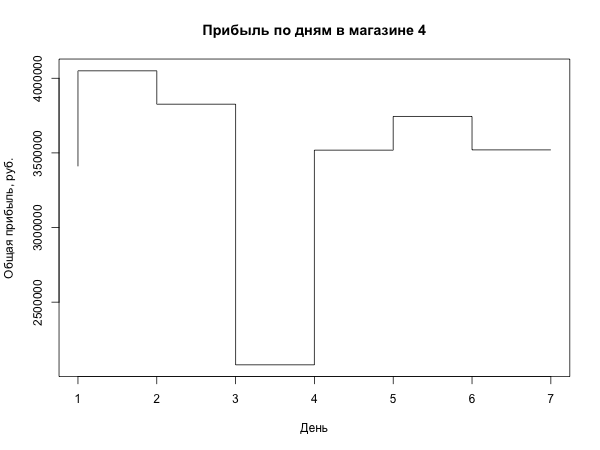 Прибыль по дням в магазине 4
Общая прибыль, руб.
4000000
3500000
3000000
2500000
1 2 3 4 5 6 7
День